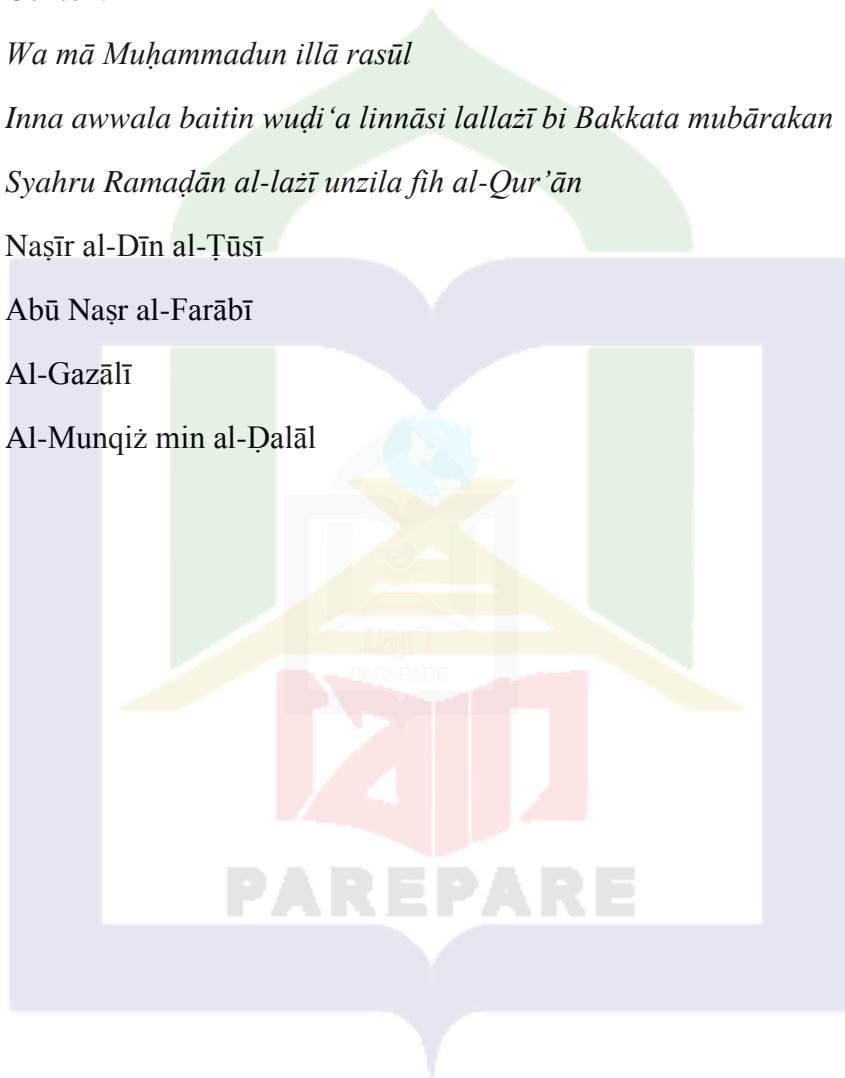 Wa mā Muḥammadun illā rasūl
Inna awwala baitin wuḍi‘a linnāsi lallażī bi Bakkata mubārakan
Syahru Ramaḍān al-lażī unzila fih al-Qur’ān
Naṣīr al-Dīn al-Ṭūsī
Abū Naṣr al-Farābī
Al-Gazālī
Al-Munqiż min al-Ḍalāl
PAREPARE
PAREPARE